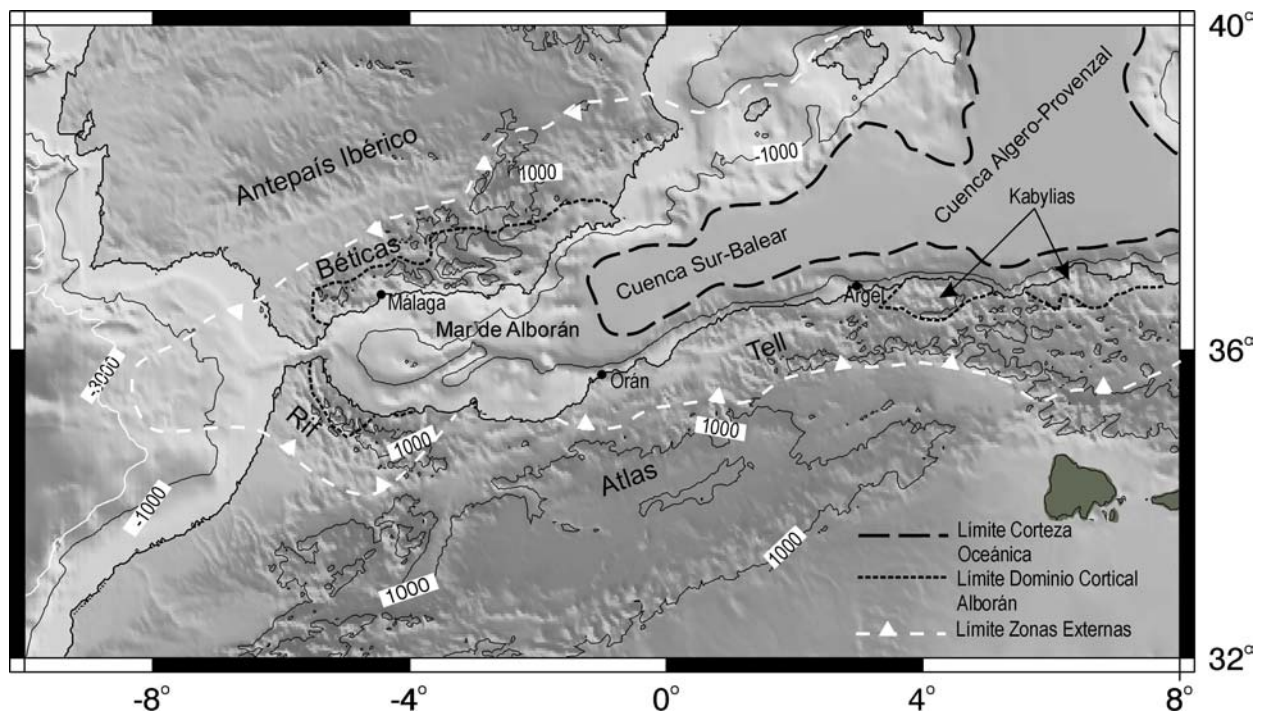 40°
Antepaís Ibérico
-1000
1000
Cuenca Algero-Provenzal
Kabylias
Béticas
Cuenca Sur-Balear
Málaga
Argel
Mar de Alborán
36°
Tell
Orán
-3000
Rif
1000
1000
Atlas
-1000
1000
1000
Límite Corteza
Oceánica
Limite Dominio Cortical
Alborán
Límite Zonas Externas
32°
-8°
-4°
0°
4°
8°